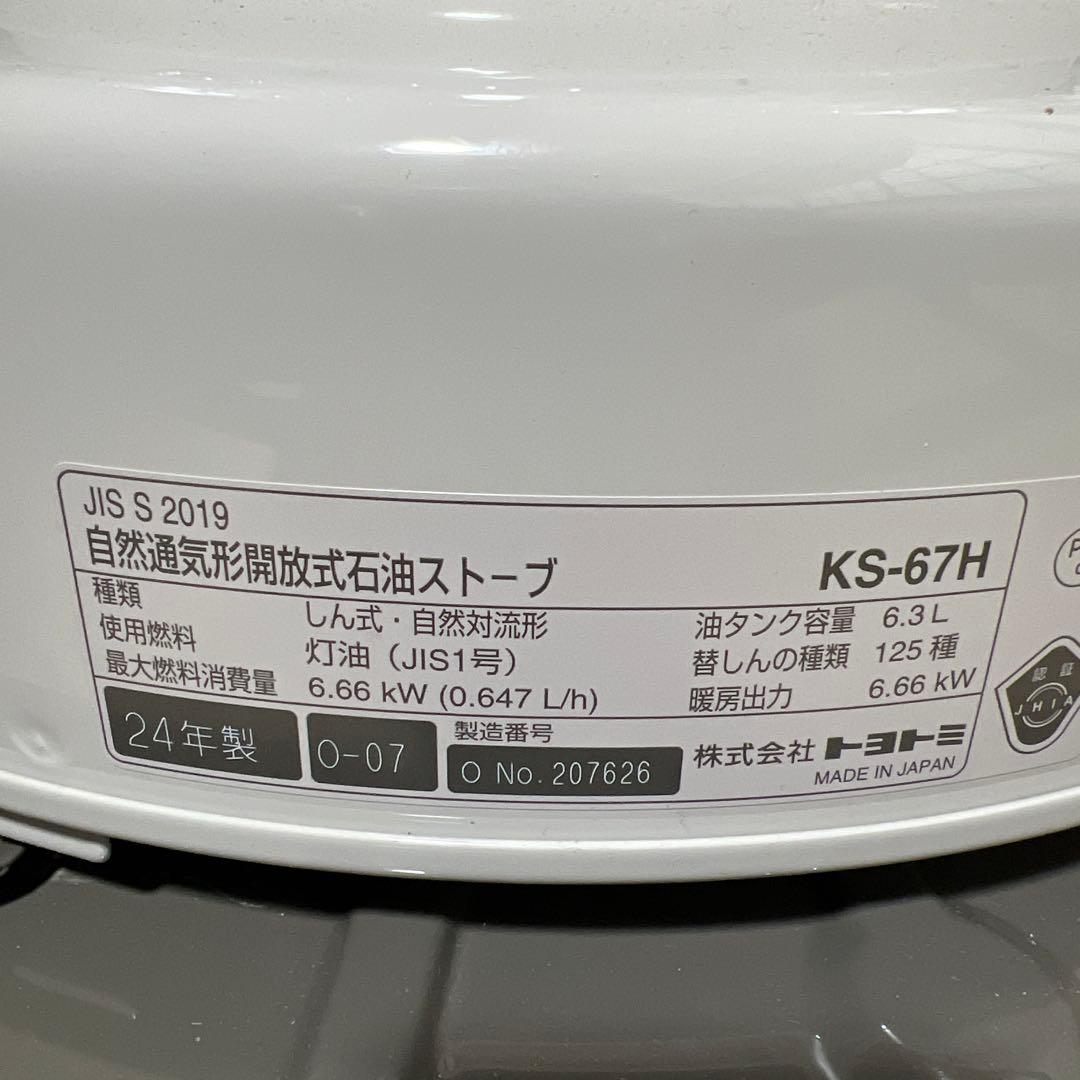 JIS S 2019
自然通気形開放式石油ストーブ KS-67H
種類 しん式・自然対流形 油タンク容量 6.3 L
使用燃料 灯油（JIS1号） 替しんの種類 125 種
最大燃料消費量 6.66 kW (0.647 L/h) 暖房出力 6.66 kW
24年製 O-07 製造番号 O No. 207626 株式会社 トヨトミ
MADE IN JAPAN
認証
JHIA